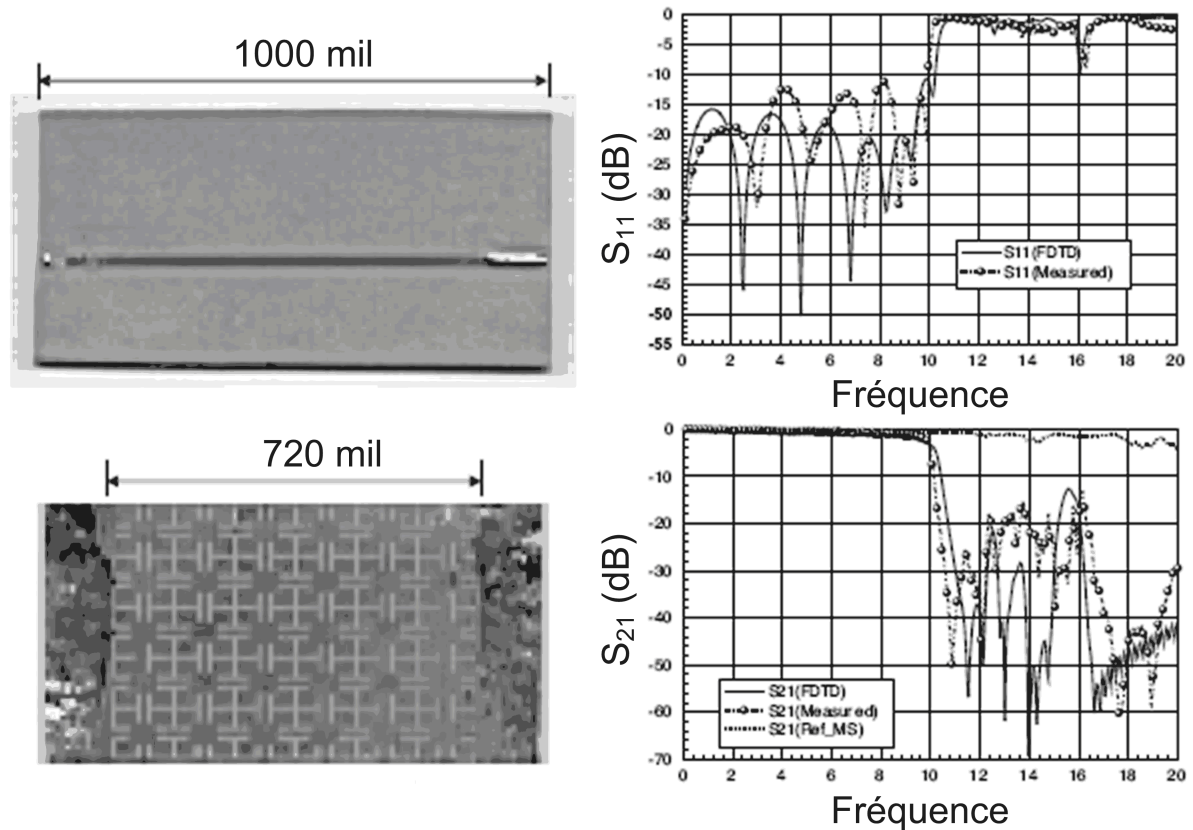 1000 mil
720 mil
S11 (dB)
0
-5
-10
-15
-20
-25
-30
-35
-40
-45
-50
-55
S11(FDTD)
S11(Measured)
0 2 4 6 8 10 12 14 16 18 20
Fréquence
S21 (dB)
0
-10
-20
-30
-40
-50
-60
-70
S21(FDTD)
S21(Measured)
S21(Ref_MS)
0 2 4 6 8 10 12 14 16 18 20
Fréquence